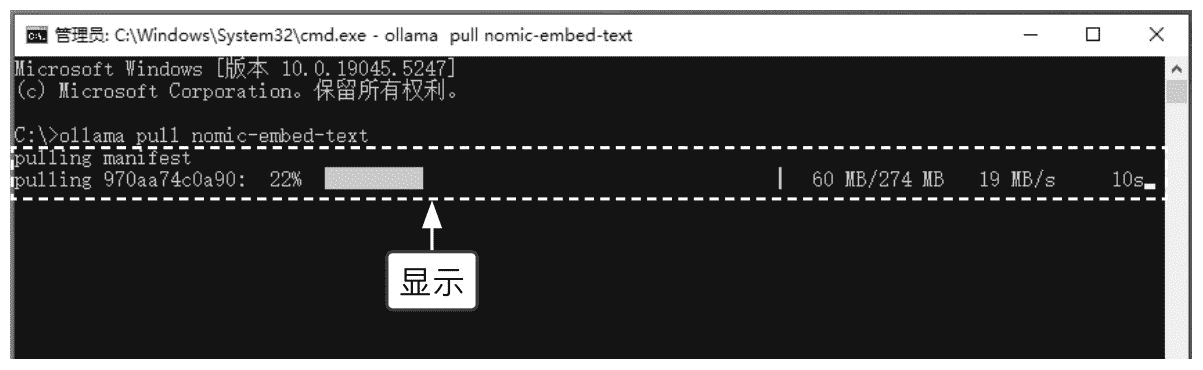 管理员: C:\Windows\System32\cmd.exe - ollama  pull nomic-embed-text
Microsoft Windows [版本 10.0.19045.5247]
(c) Microsoft Corporation。保留所有权利。
C:\>ollama pull nomic-embed-text
pulling manifest
pulling 970aa74c0a90:  22%  60 MB/274 MB  19 MB/s  10s
显示